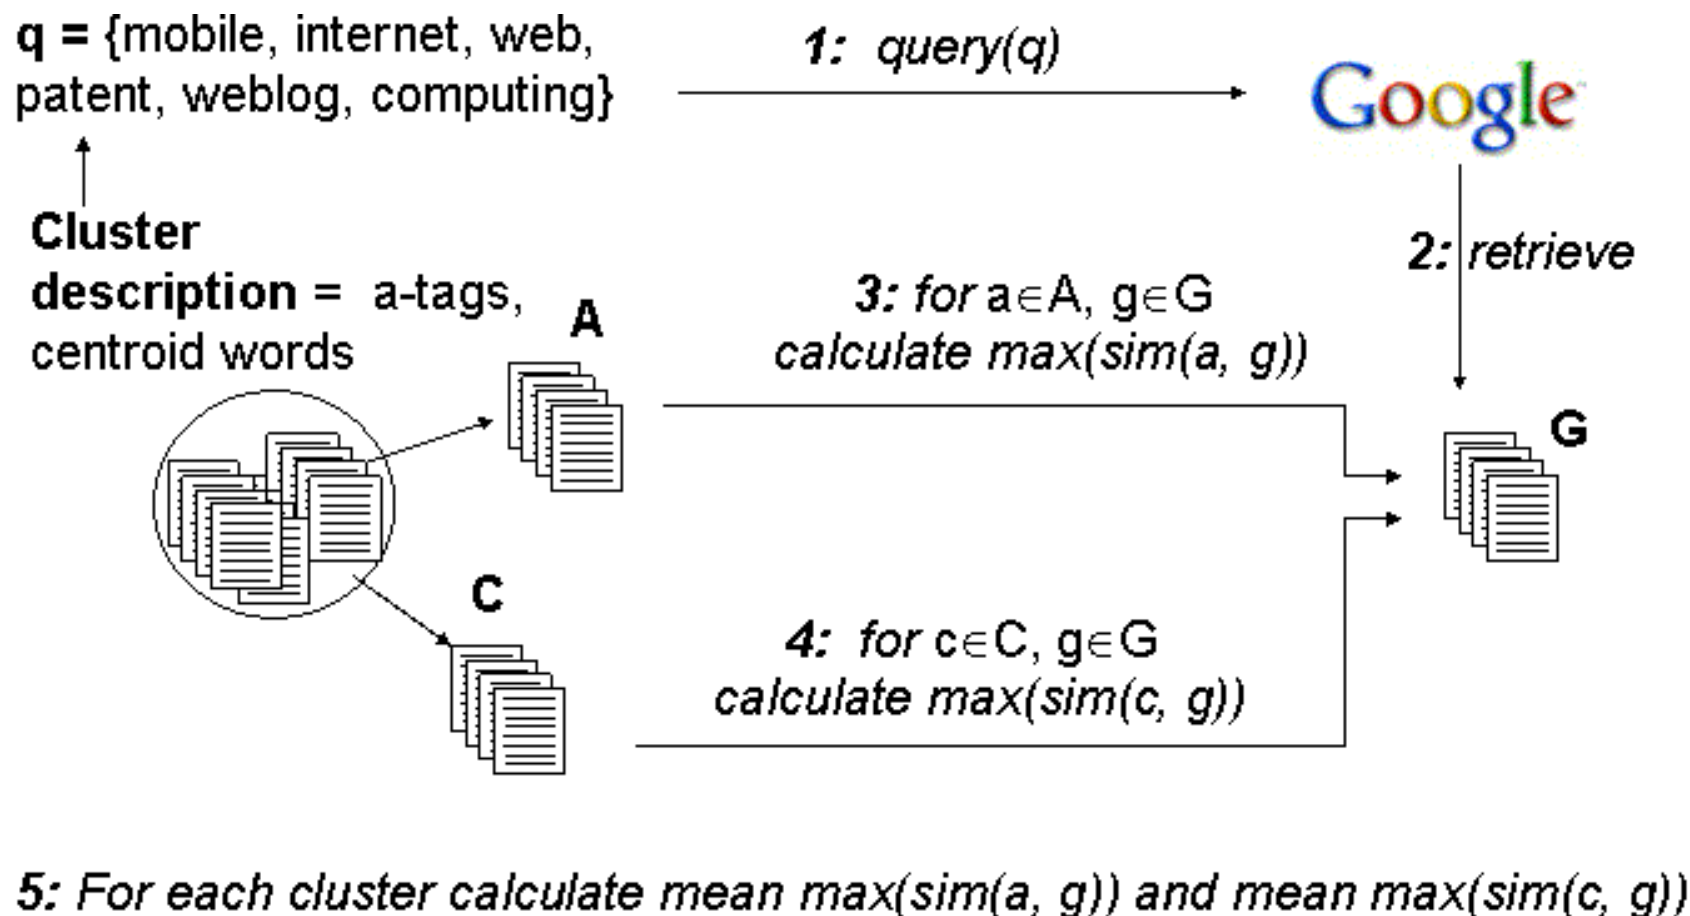 q = {mobile, internet, web,
patent, weblog, computing}
1: query(q)
Google
Cluster
description = a-tags,
centroid words
2: retrieve
A
3: for a∈A, g∈G
calculate max(sim(a, g))
G
C
4: for c∈C, g∈G
calculate max(sim(c, g))
5: For each cluster calculate mean max(sim(a, g)) and mean max(sim(c, g))